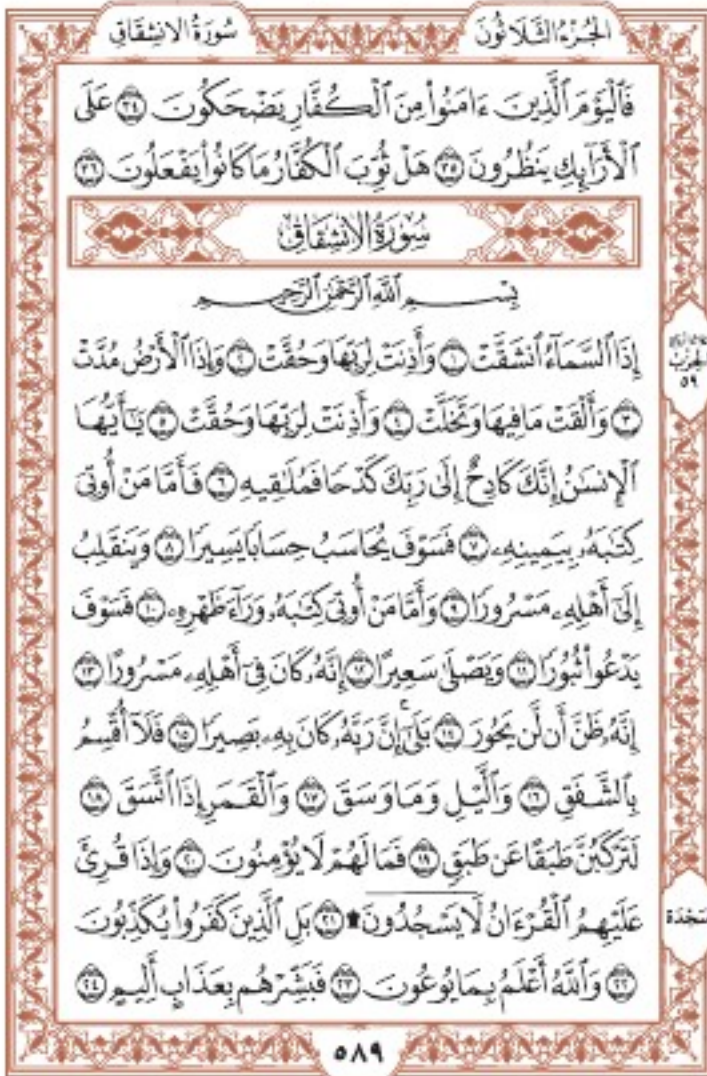 الجُزْءُ الثَّلَاثُونَ
سُورَةُ الانشِقَاقِ
فَٱلْيَوْمَ ٱلَّذِينَ ءَامَنُوا۟ مِنَ ٱلْكُفَّارِ يَضْحَكُونَ ٣٤ عَلَى
ٱلْأَرَآئِكِ يَنظُرُونَ ٣٥ هَلْ ثُوِّبَ ٱلْكُفَّارُ مَا كَانُوا۟ يَفْعَلُونَ ٣٦
سُورَةُ الانشِقَاقِ
بِسْمِ ٱللَّهِ ٱلرَّحْمَٰنِ ٱلرَّحِيمِ
إِذَا ٱلسَّمَآءُ ٱنشَقَّتْ ١ وَأَذِنَتْ لِرَبِّهَا وَحُقَّتْ ٢ وَإِذَا ٱلْأَرْضُ مُدَّتْ
٣ وَأَلْقَتْ مَا فِيهَا وَتَخَلَّتْ ٤ وَأَذِنَتْ لِرَبِّهَا وَحُقَّتْ ٥ يَٰٓأَيُّهَا
ٱلْإِنسَٰنُ إِنَّكَ كَادِحٌ إِلَىٰ رَبِّكَ كَدْحًا فَمُلَٰقِيهِ ٦ فَأَمَّا مَنْ أُوتِىَ
كِتَٰبَهُۥ بِيَمِينِهِۦ ٧ فَسَوْفَ يُحَاسَبُ حِسَابًا يَسِيرًا ٨ وَيَنقَلِبُ
إِلَىٰٓ أَهْلِهِۦ مَسْرُورًا ٩ وَأَمَّا مَنْ أُوتِىَ كِتَٰبَهُۥ وَرَآءَ ظَهْرِهِۦ ١٠ فَسَوْفَ
يَدْعُوا۟ ثُبُورًا ١١ وَيَصْلَىٰ سَعِيرًا ١٢ إِنَّهُۥ كَانَ فِىٓ أَهْلِهِۦ مَسْرُورًا ١٣
إِنَّهُۥ ظَنَّ أَن لَّن يَحُورَ ١٤ بَلَىٰٓ إِنَّ رَبَّهُۥ كَانَ بِهِۦ بَصِيرًا ١٥ فَلَآ أُقْسِمُ
بِٱلشَّفَقِ ١٦ وَٱلَّيْلِ وَمَا وَسَقَ ١٧ وَٱلْقَمَرِ إِذَا ٱتَّسَقَ ١٨
لَتَرْكَبُنَّ طَبَقًا عَن طَبَقٍ ١٩ فَمَا لَهُمْ لَا يُؤْمِنُونَ ٢٠ وَإِذَا قُرِئَ
عَلَيْهِمُ ٱلْقُرْءَانُ لَا يَسْجُدُونَ ۩ ٢١ بَلِ ٱلَّذِينَ كَفَرُوا۟ يُكَذِّبُونَ
٢٢ وَٱللَّهُ أَعْلَمُ بِمَا يُوعُونَ ٢٣ فَبَشِّرْهُم بِعَذَابٍ أَلِيمٍ ٢٤
الحِزْبُ
٥٩
سَجْدَة
٥٨٩